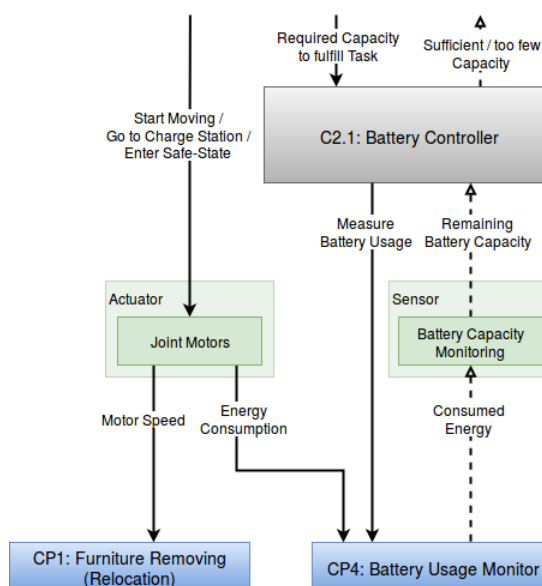 Required Capacity
to fulfill Task
Sufficient / too few
Capacity
Start Moving /
Go to Charge Station /
Enter Safe-State
C2.1: Battery Controller
Measure
Battery Usage
Remaining
Battery Capacity
Actuator
Joint Motors
Sensor
Battery Capacity
Monitoring
Motor Speed
Energy
Consumption
Consumed
Energy
CP1: Furniture Removing
(Relocation)
CP4: Battery Usage Monitor